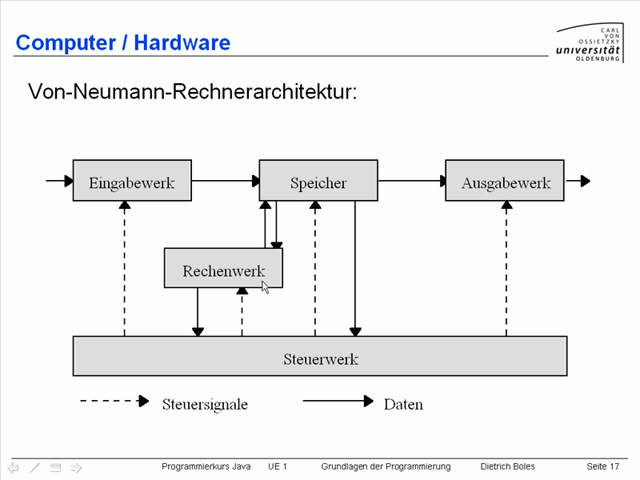 Computer / Hardware
CARL
VON
OSSIETZKY
universität
OLDENBURG
Von-Neumann-Rechnerarchitektur:
Eingabewerk
Speicher
Ausgabewerk
Rechenwerk
Steuerwerk
Steuersignale
Daten
Programmierkurs Java UE 1 Grundlagen der Programmierung Dietrich Boles Seite 17